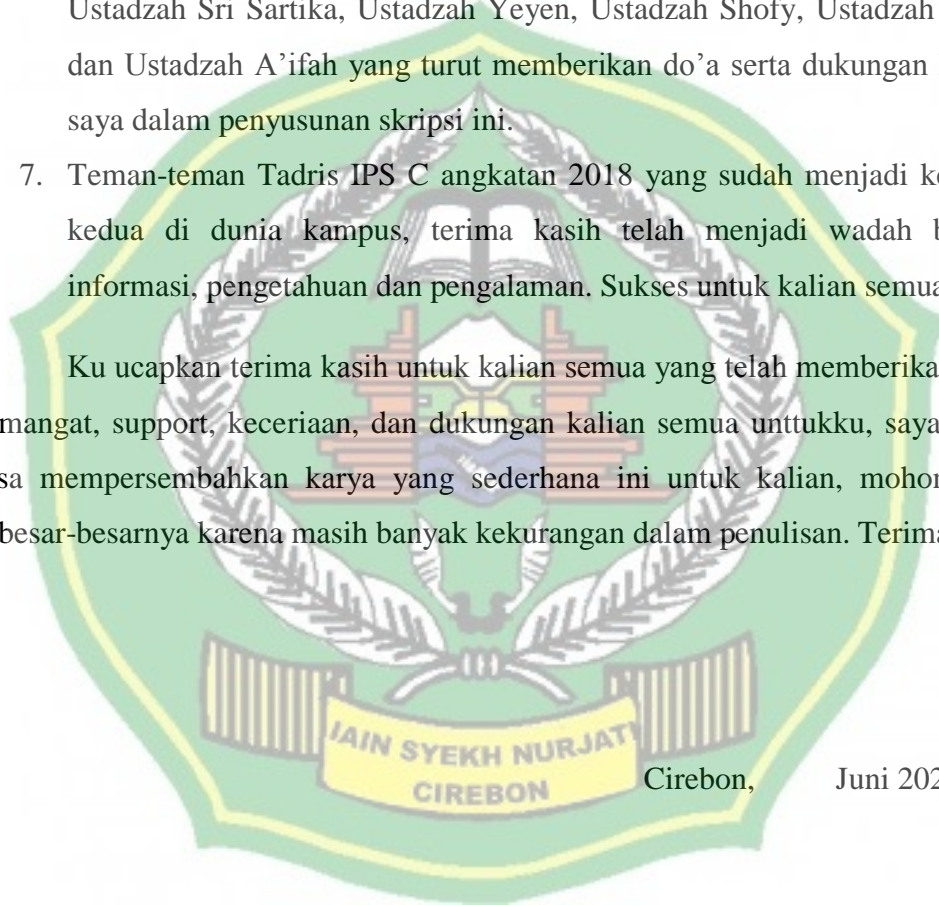 Ustadzah Sri Sartika, Ustadzah Yeyen, Ustadzah Shofy, Ustadzah
dan Ustadzah A'ifah yang turut memberikan do'a serta dukungan
saya dalam penyusunan skripsi ini.
7. Teman-teman Tadris IPS C angkatan 2018 yang sudah menjadi
kedua di dunia kampus, terima kasih telah menjadi wadah
informasi, pengetahuan dan pengalaman. Sukses untuk kalian semua
Ku ucapkan terima kasih untuk kalian semua yang telah memberika
mangat, support, keceriaan, dan dukungan kalian semua unttukku, saya
sa mempersembahkan karya yang sederhana ini untuk kalian, mohon
besar-besarnya karena masih banyak kekurangan dalam penulisan. Terima
IAIN SYEKH NURJATI
CIREBON
Cirebon, Juni 202